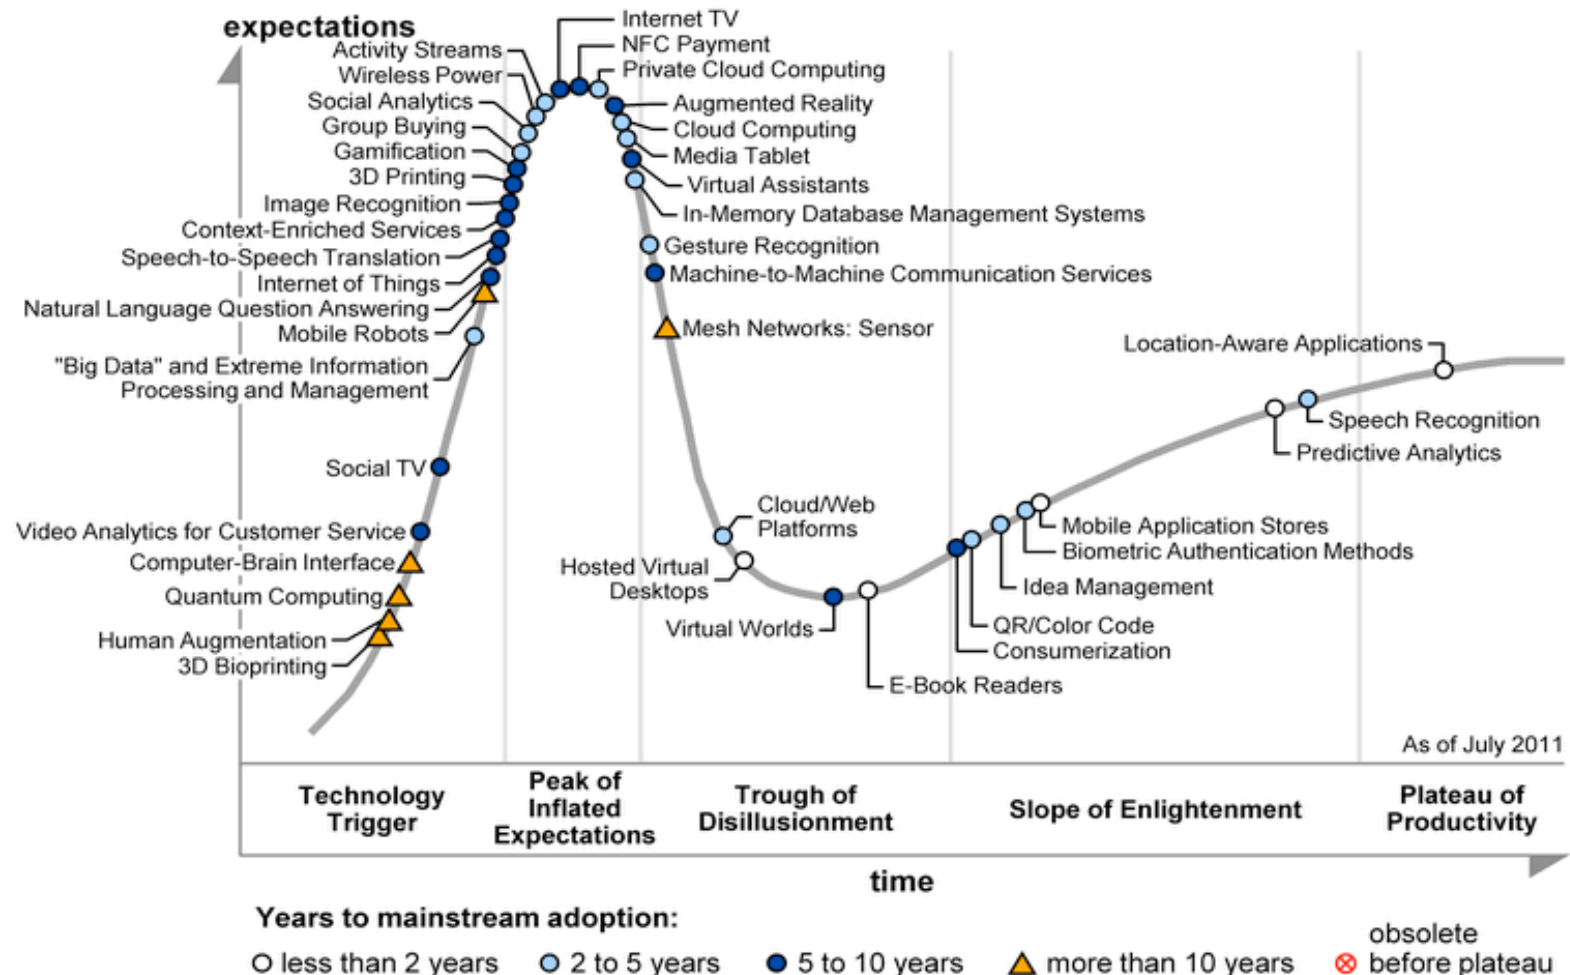 expectations
Activity Streams
Wireless Power
Social Analytics
Group Buying
Gamification
3D Printing
Image Recognition
Context-Enriched Services
Speech-to-Speech Translation
Internet of Things
Natural Language Question Answering
Mobile Robots
"Big Data" and Extreme Information
Processing and Management
Social TV
Video Analytics for Customer Service
Computer-Brain Interface
Quantum Computing
Human Augmentation
3D Bioprinting
Internet TV
NFC Payment
Private Cloud Computing
Augmented Reality
Cloud Computing
Media Tablet
Virtual Assistants
In-Memory Database Management Systems
Gesture Recognition
Machine-to-Machine Communication Services
Mesh Networks: Sensor
Cloud/Web
Platforms
Hosted Virtual
Desktops
Virtual Worlds
E-Book Readers
Location-Aware Applications
Speech Recognition
Predictive Analytics
Mobile Application Stores
Biometric Authentication Methods
Idea Management
QR/Color Code
Consumerization
As of July 2011
Technology
Trigger
Peak of
Inflated
Expectations
Trough of
Disillusionment
Slope of Enlightenment
Plateau of
Productivity
time
Years to mainstream adoption:
less than 2 years
2 to 5 years
5 to 10 years
more than 10 years
obsolete
before plateau